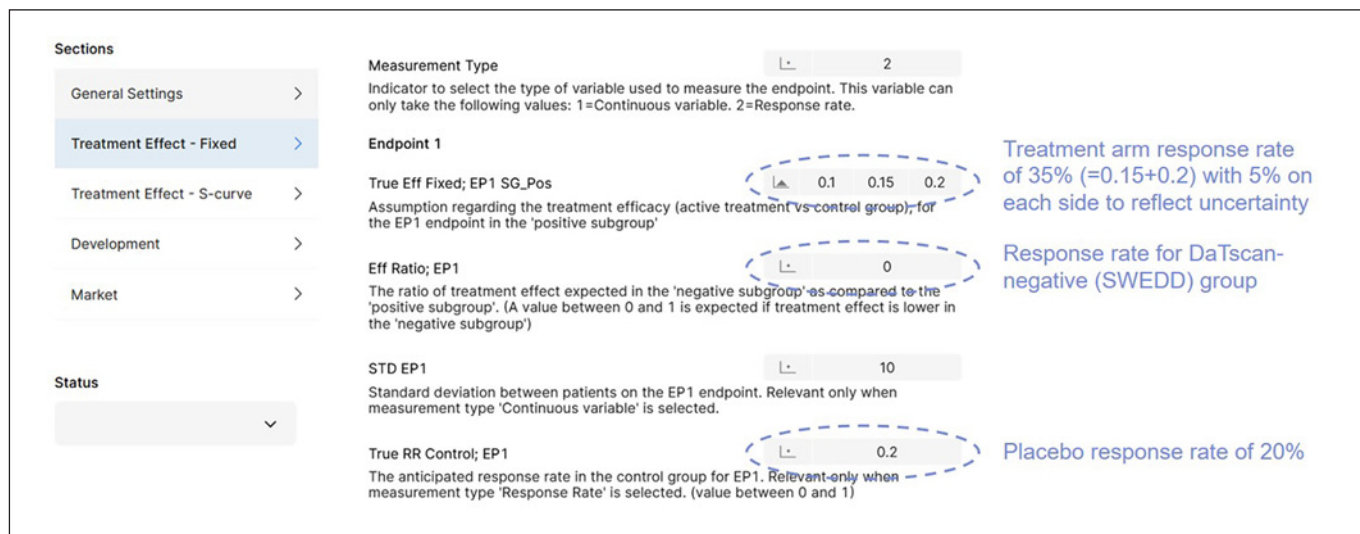 Sections
General Settings
Treatment Effect - Fixed
Treatment Effect - S-curve
Development
Market
Status
Measurement Type
2
Indicator to select the type of variable used to measure the endpoint. This variable can
only take the following values: 1=Continuous variable. 2=Response rate.
Endpoint 1
True Eff Fixed; EP1 SG_Pos
0.1 0.15 0.2
Assumption regarding the treatment efficacy (active treatment vs control group), for
the EP1 endpoint in the 'positive subgroup'
Treatment arm response rate
of 35% (=0.15+0.2) with 5% on
each side to reflect uncertainty
Eff Ratio; EP1
0
The ratio of treatment effect expected in the 'negative subgroup' as compared to the
'positive subgroup'. (A value between 0 and 1 is expected if treatment effect is lower in
the 'negative subgroup')
Response rate for DaTscan-
negative (SWEDD) group
STD EP1
10
Standard deviation between patients on the EP1 endpoint. Relevant only when
measurement type 'Continuous variable' is selected.
True RR Control; EP1
0.2
The anticipated response rate in the control group for EP1. Relevant only when
measurement type 'Response Rate' is selected. (value between 0 and 1)
Placebo response rate of 20%